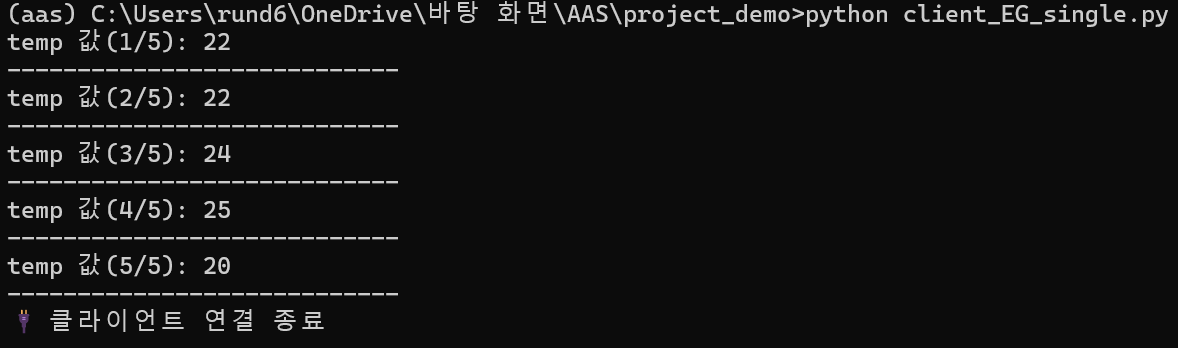 (aas) C:\Users\rund6\OneDrive\바탕 화면\AAS\project_demo>python client_EG_single.py
temp 값(1/5): 22
----------------------------
temp 값(2/5): 22
----------------------------
temp 값(3/5): 24
----------------------------
temp 값(4/5): 25
----------------------------
temp 값(5/5): 20
----------------------------
🔌 클라이언트 연결 종료